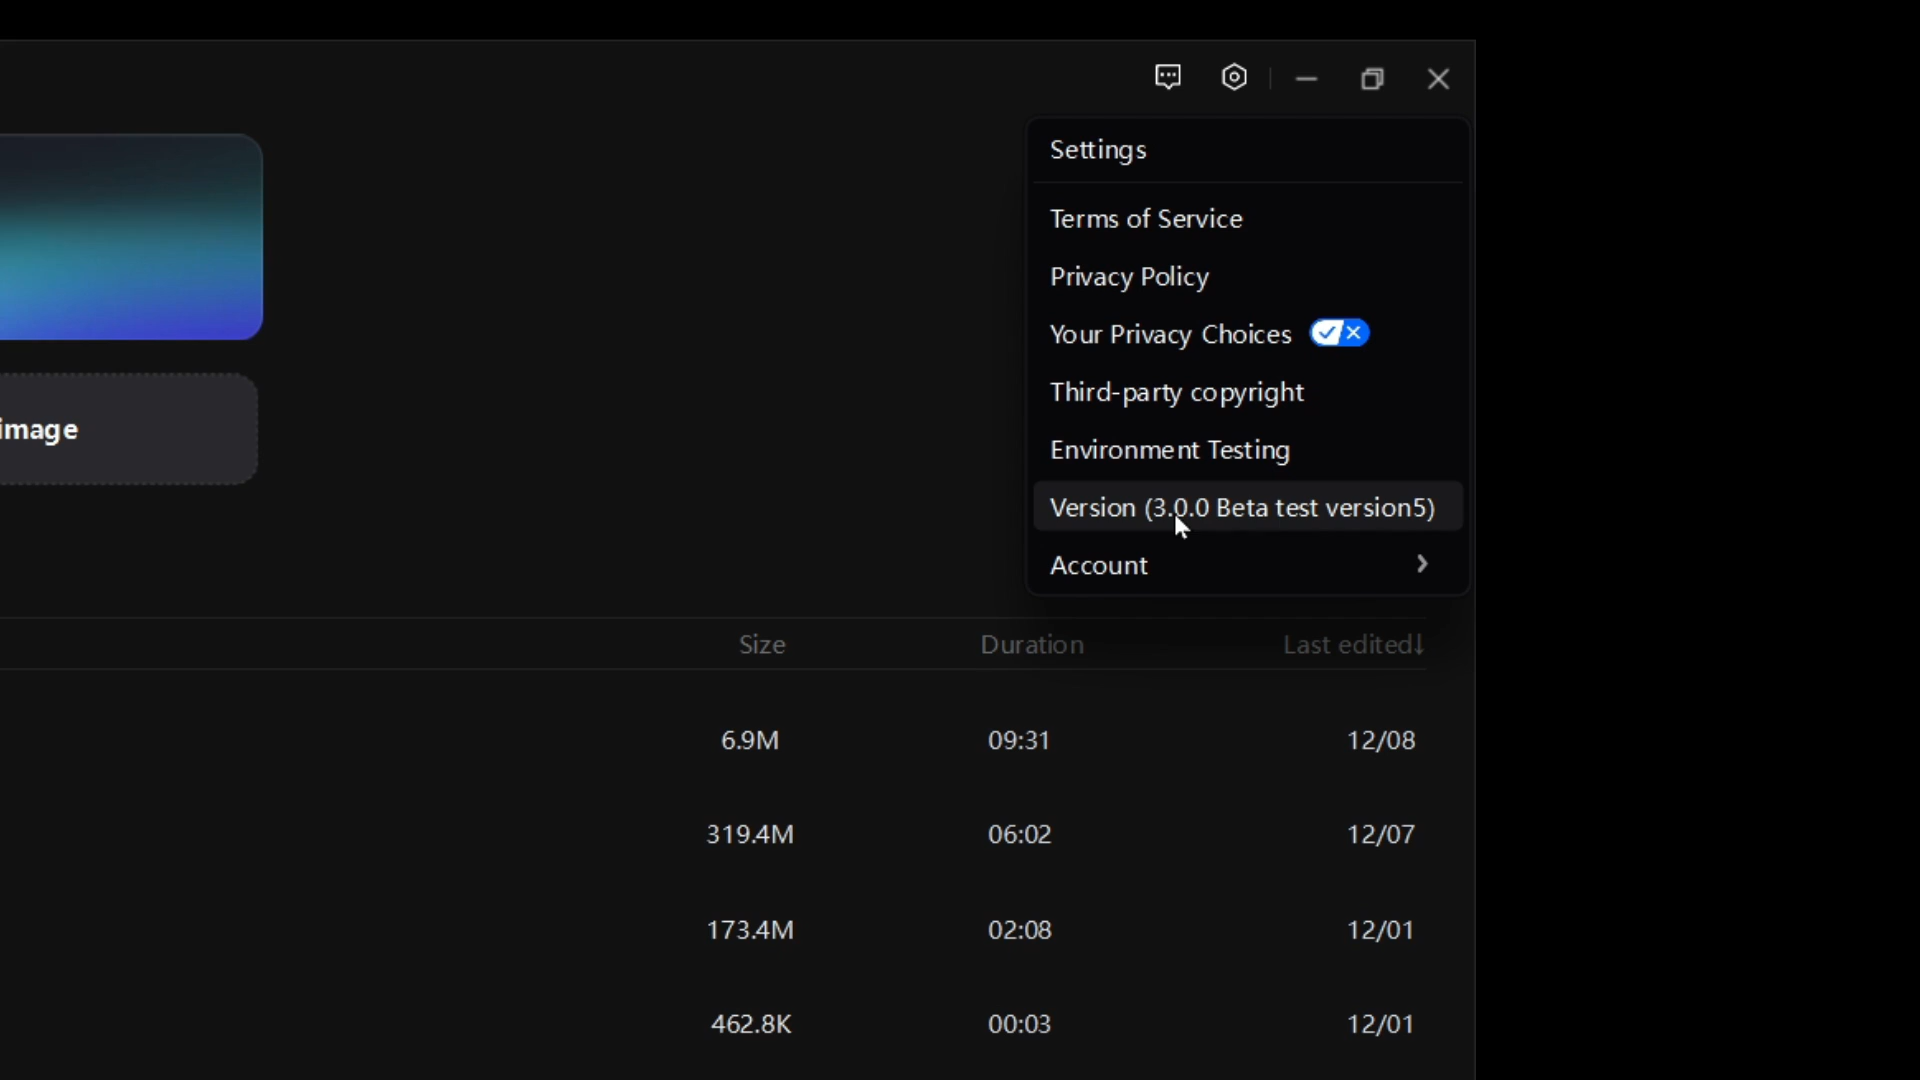 Settings
Terms of Service
Privacy Policy
Your Privacy Choices
Third-party copyright
image
Environment Testing
Version (3.0.0 Beta test version5)
Account
Size Duration Last edited↓
6.9M 09:31 12/08
319.4M 06:02 12/07
173.4M 02:08 12/01
462.8K 00:03 12/01